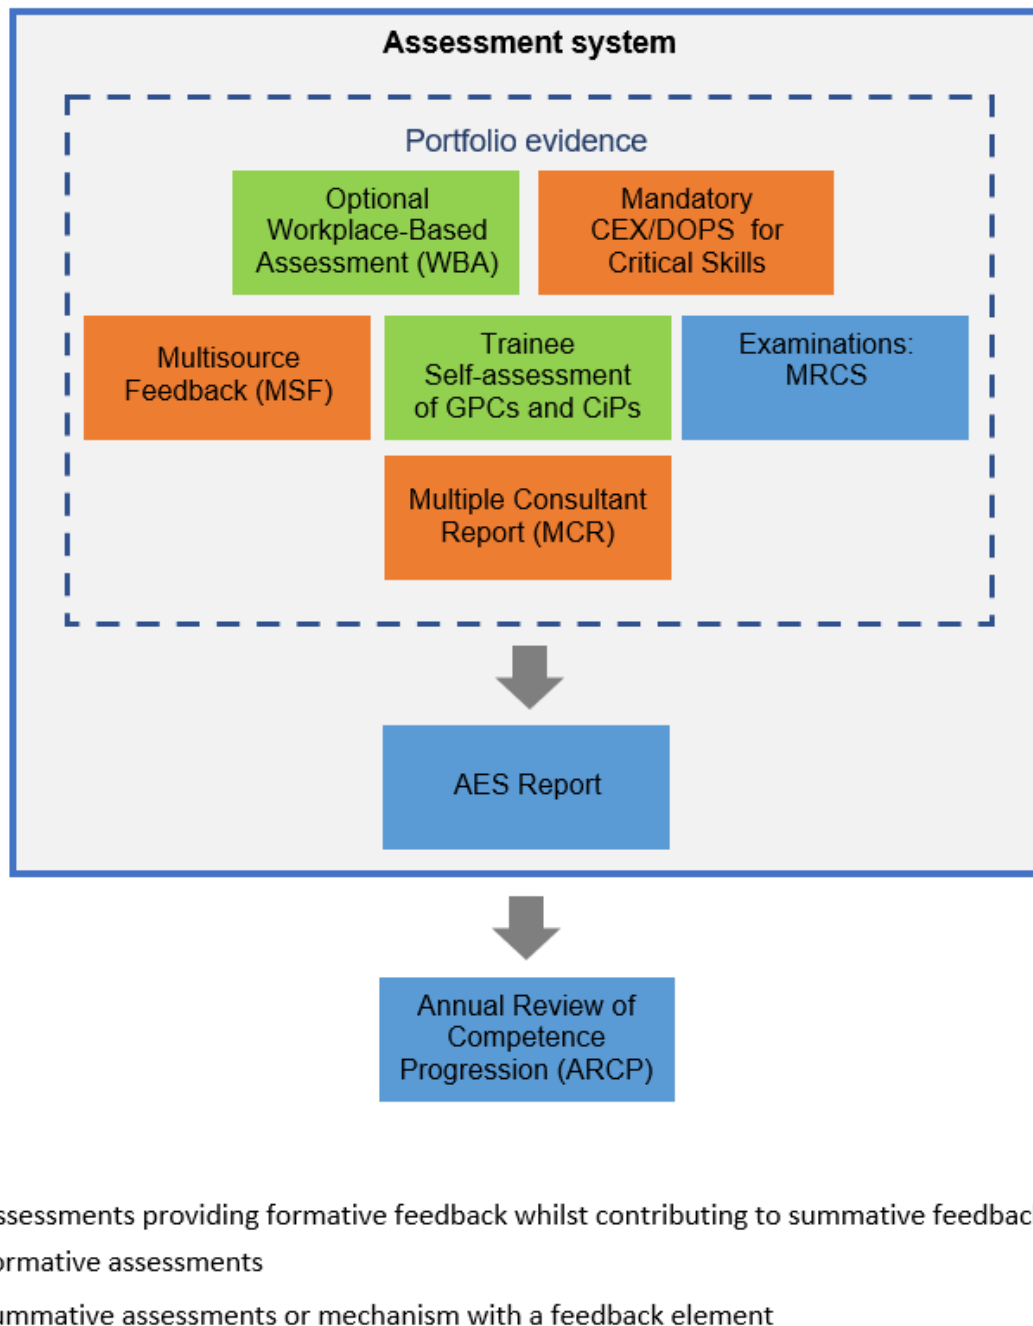 Assessment system
Portfolio evidence
Optional
Workplace-Based
Assessment (WBA)
Mandatory
CEX/DOPS for
Critical Skills
Multisource
Feedback (MSF)
Trainee
Self-assessment
of GPCs and CiPs
Examinations:
MRCS
Multiple Consultant
Report (MCR)
AES Report
Annual Review of
Competence
Progression (ARCP)
ssessments providing formative feedback whilst contributing to summative feedbac
ormative assessments
ummative assessments or mechanism with a feedback element